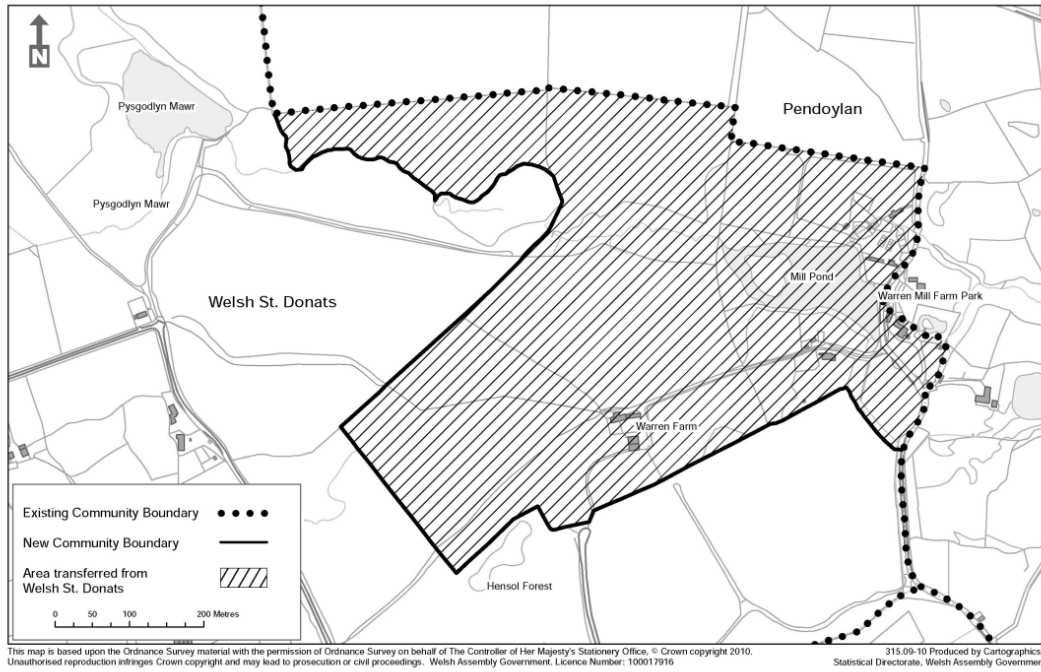 N
Pysgodlyn Mawr
Pendoylan
Pysgodlyn Mawr
Mill Pond
Welsh St. Donats
Warren Mill Farm Park
Warren Farm
Existing Community Boundary
New Community Boundary
Area transferred from
Welsh St. Donats
0 50 100 200 Metres
Hensol Forest
This map is based upon the Ordnance Survey material with the permission of Ordnance Survey on behalf of The Controller of Her Majesty's Stationery Office, © Crown copyright 2010.
315.09-10 Produced by Cartographics
Unauthorised reproduction infringes Crown copyright and may lead to prosecution or civil proceedings. Welsh Assembly Government. Licence Number: 100017916
Statistical Directorate, Welsh Assembly Government